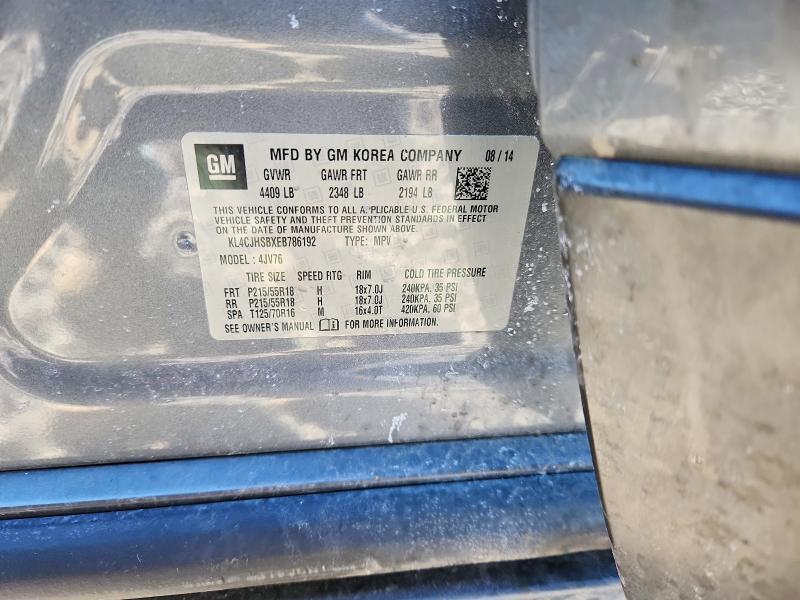 GM MFD BY GM KOREA COMPANY 08 / 14
GVWR GAWR FRT GAWR RR
4409 LB 2348 LB 2194 LB
THIS VEHICLE CONFORMS TO ALL APPLICABLE U.S. FEDERAL MOTOR
VEHICLE SAFETY AND THEFT PREVENTION STANDARDS IN EFFECT
ON THE DATE OF MANUFACTURE SHOWN ABOVE.
KL4CJHSBXEB786192 TYPE: MPV
MODEL : 4JV76
TIRE SIZE SPEED RTG RIM COLD TIRE PRESSURE
FRT P215/55R18 H 18x7.0J 240KPA, 35 PSI
RR P215/55R18 H 18x7.0J 240KPA, 35 PSI
SPA T125/70R16 M 16x4.0T 420KPA, 60 PSI
SEE OWNER'S MANUAL FOR MORE INFORMATION.